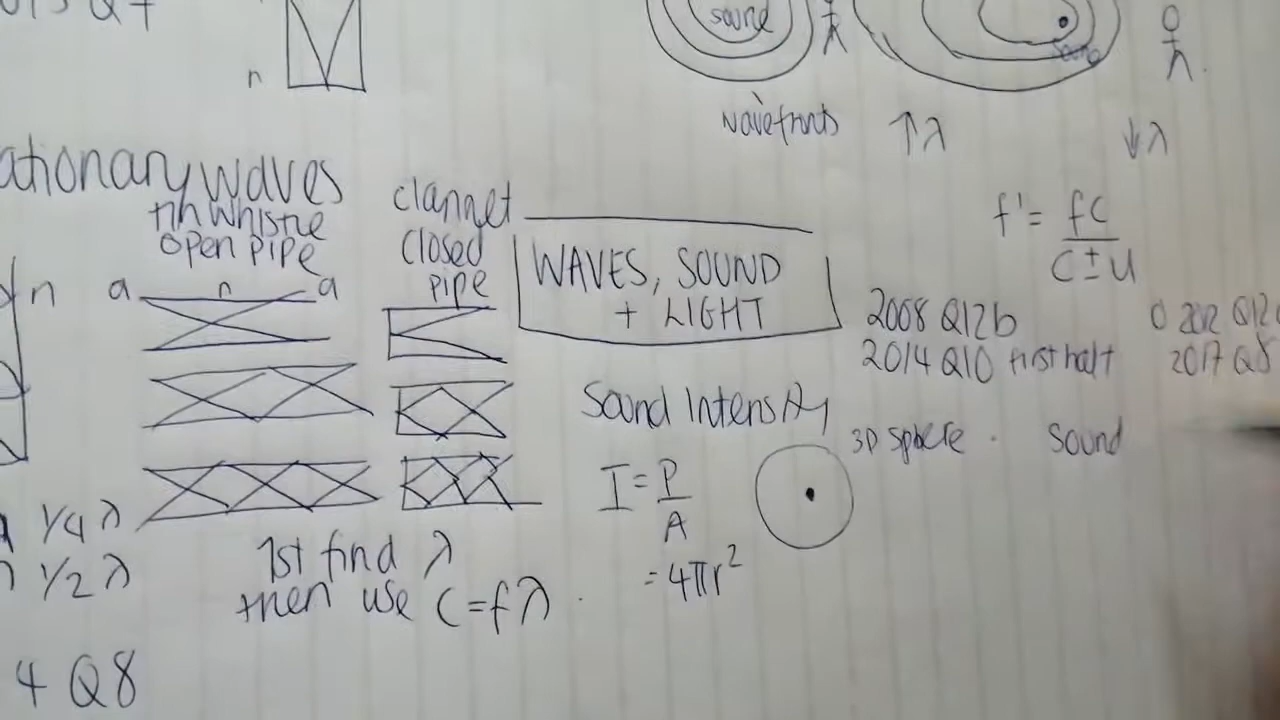 sound
n
wavefronts ↑λ ↓λ
ationary waves
tin whistle
open pipe
clarinet
closed
pipe
n a n a
WAVES, SOUND
+ LIGHT
f' = fc / c ± u
2008 Q12b
2014 Q10 first half
2017 Q8
Sound Intensity
3D sphere . Sound
I = P / A
= 4πr²
1/4 λ
1/2 λ
1st find λ
then use c = fλ .
4 Q8